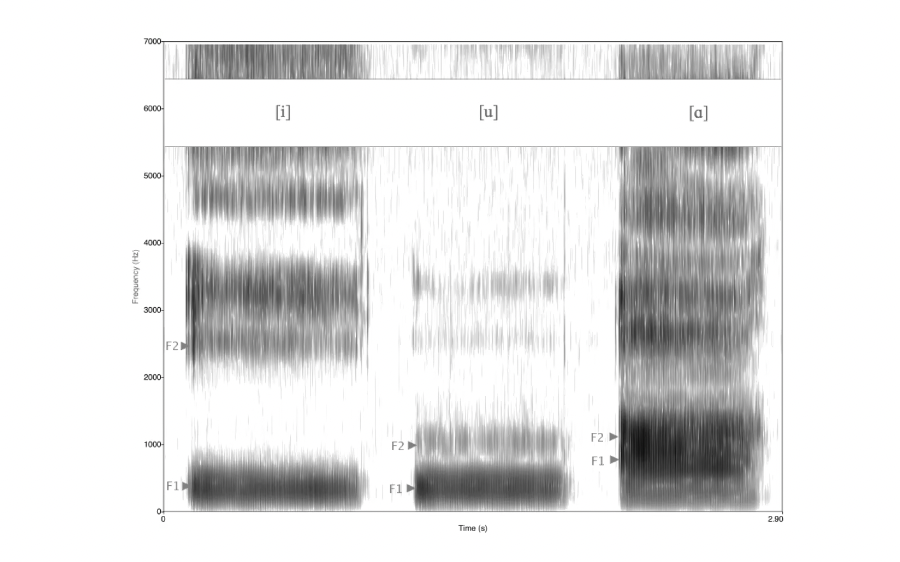 7000
6000
5000
4000
3000
2000
1000
0
Frequency (Hz)
[i] [u] [a]
F2
F1
F2
F1
F2
F1
0 2.90
Time (s)